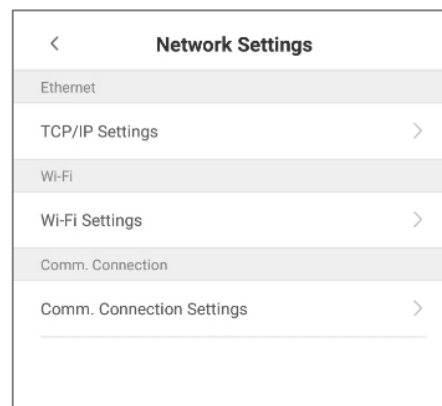 Network Settings
Ethernet
TCP/IP Settings
Wi-Fi
Wi-Fi Settings
Comm. Connection
Comm. Connection Settings